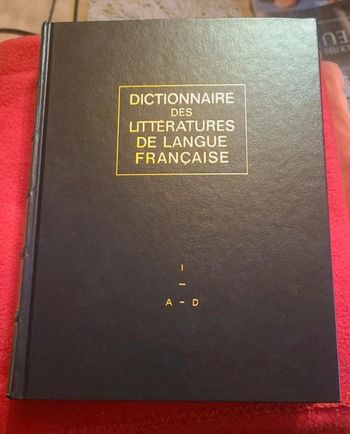 DICTIONNAIRE
DES
LITTÉRATURES
DE LANGUE
FRANÇAISE
I
–
A – D